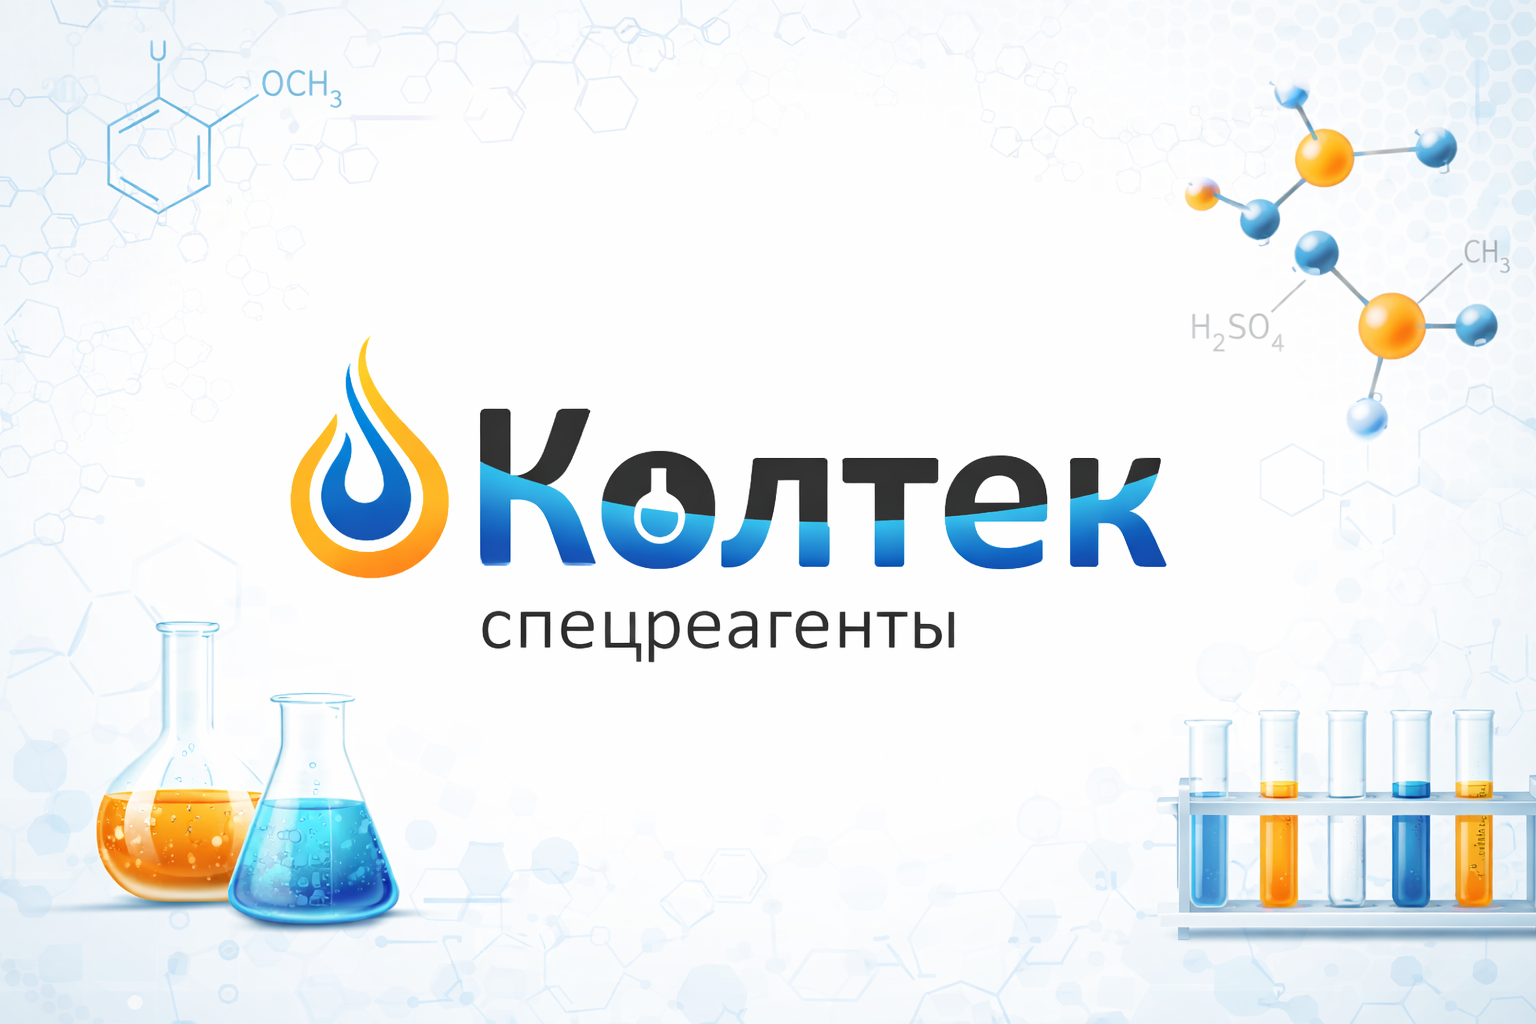 U
OCH₃
CH₃
H₂SO₄
Колтек
спецреагенты